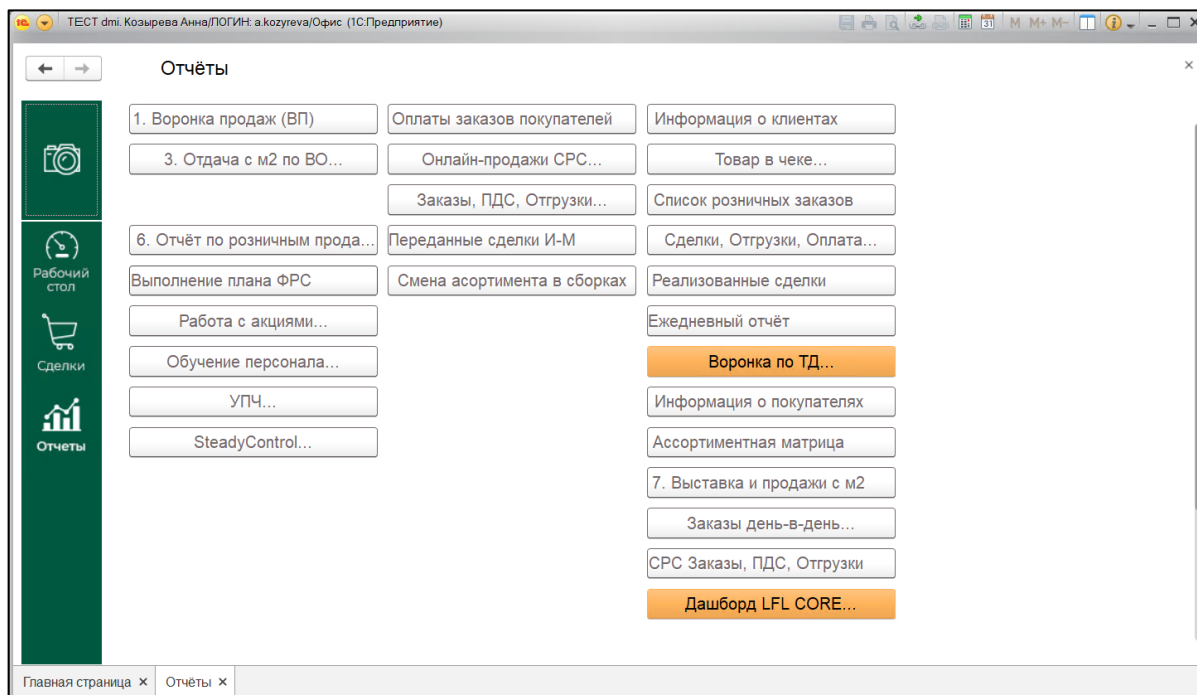 ТЕСТ dmi. Козырева Анна/ЛОГИН: a.kozyreva/Офис (1С:Предприятие)
31 M M+ M-
Отчёты
1. Воронка продаж (ВП)
Оплаты заказов покупателей
Информация о клиентах
3. Отдача с м2 по ВО...
Онлайн-продажи СРС...
Товар в чеке...
Заказы, ПДС, Отгрузки...
Список розничных заказов
6. Отчёт по розничным прода...
Переданные сделки И-М
Сделки, Отгрузки, Оплата...
Рабочий
стол
Выполнение плана ФРС
Смена асортимента в сборках
Реализованные сделки
Работа с акциями...
Ежедневный отчёт
Сделки
Обучение персонала...
Воронка по ТД...
УПЧ...
Информация о покупателях
Отчеты
SteadyControl...
Ассортиментная матрица
7. Выставка и продажи с м2
Заказы день-в-день...
СРС Заказы, ПДС, Отгрузки
Дашборд LFL CORE...
Главная страница
Отчёты